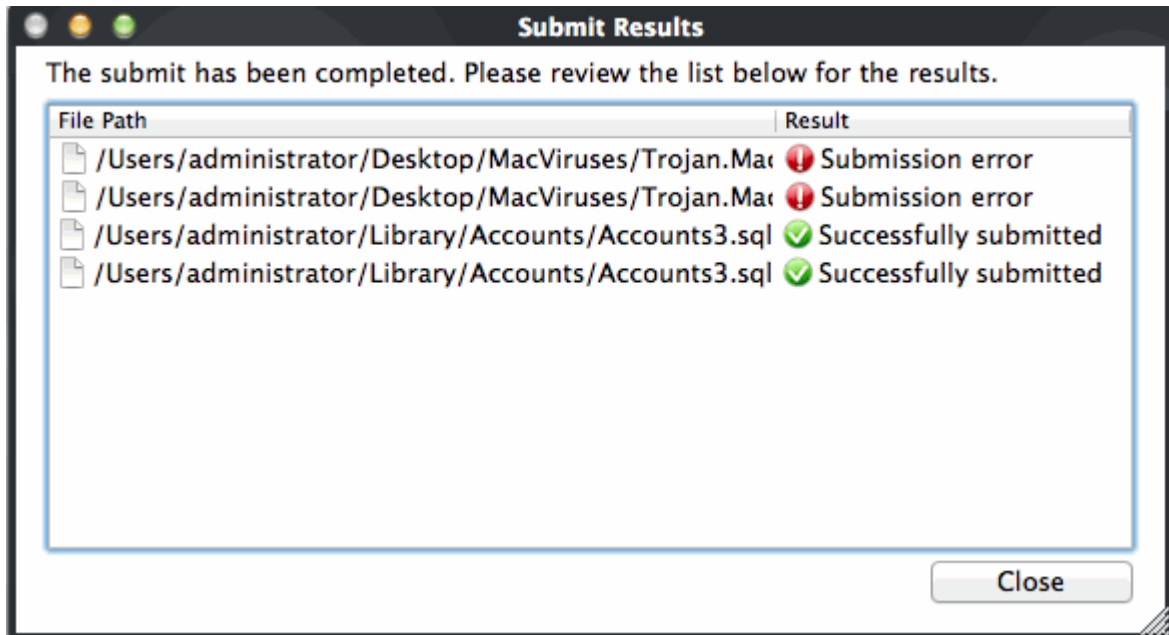 Submit Results
The submit has been completed. Please review the list below for the results.
File Path Result
/Users/administrator/Desktop/MacViruses/Trojan.Mac Submission error
/Users/administrator/Desktop/MacViruses/Trojan.Mac Submission error
/Users/administrator/Library/Accounts/Accounts3.sql Successfully submitted
/Users/administrator/Library/Accounts/Accounts3.sql Successfully submitted
Close